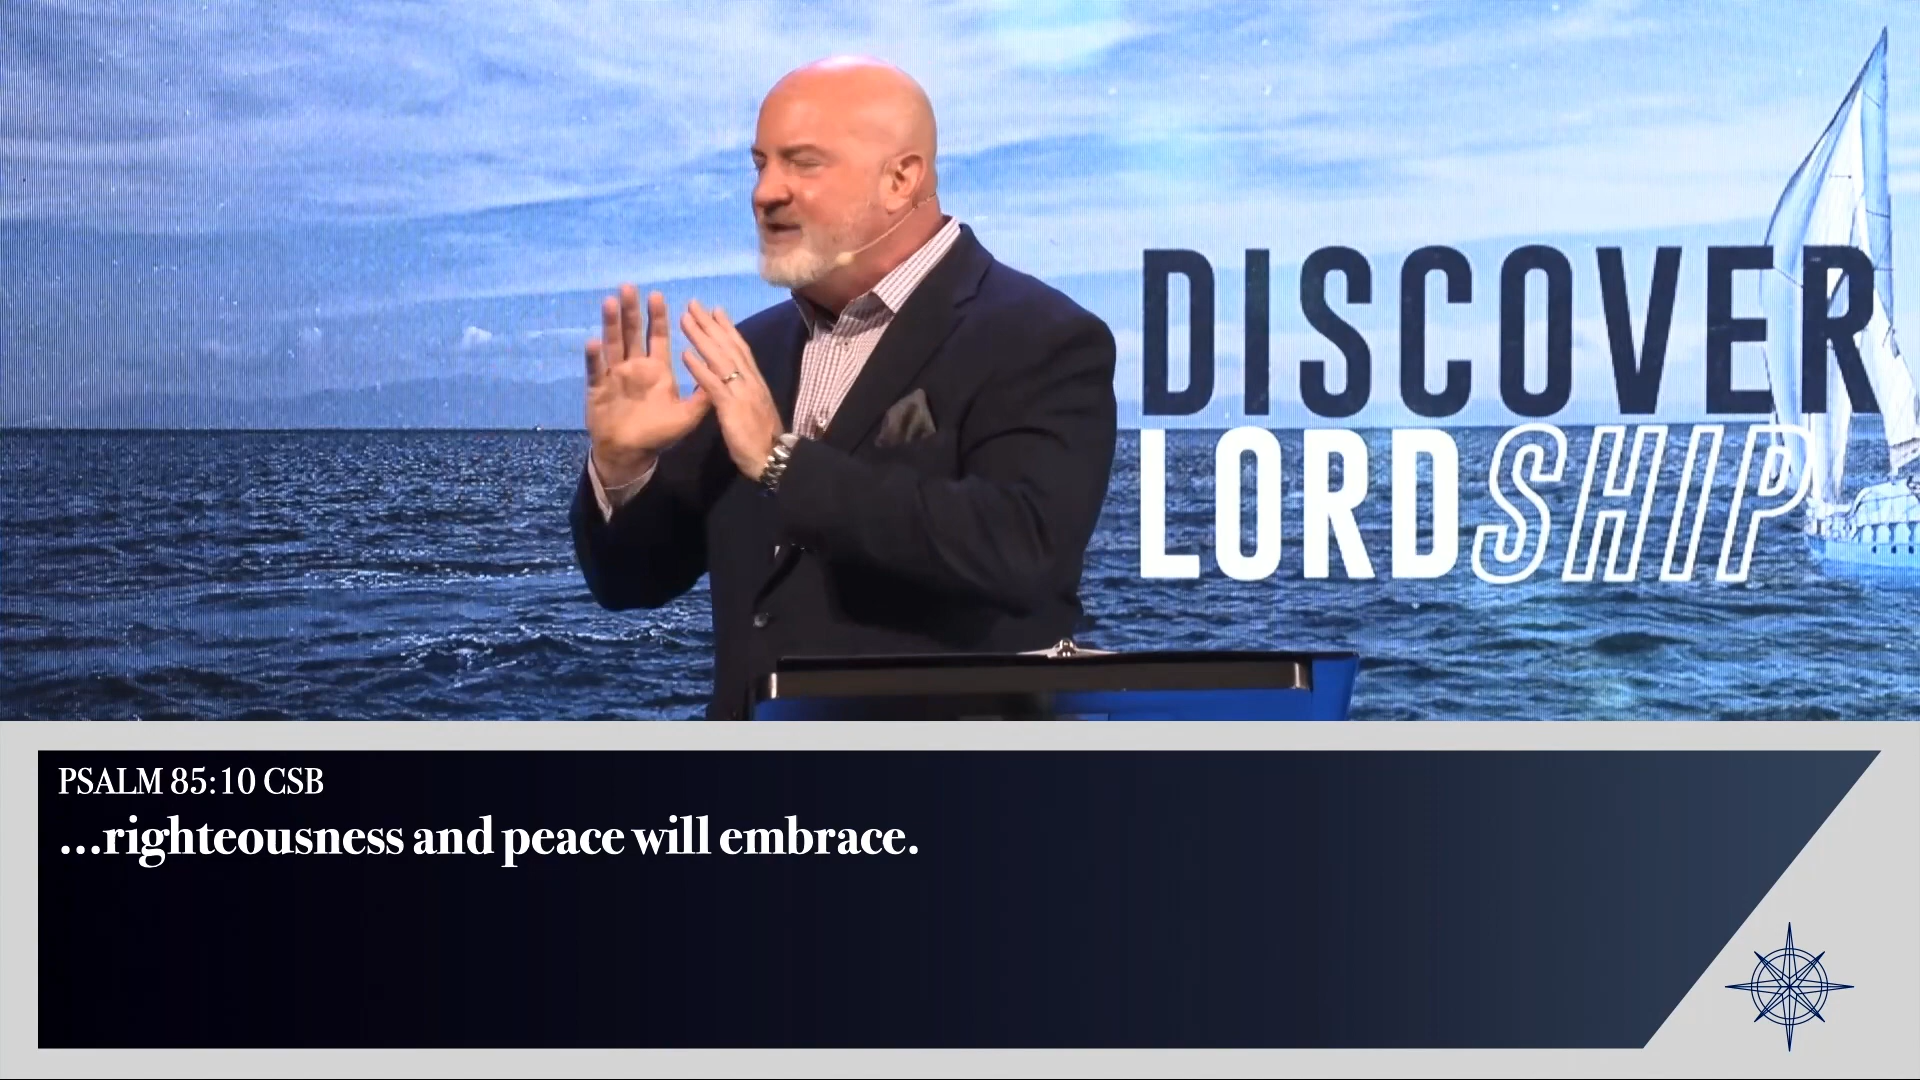 DISCOVER
LORDSHIP
PSALM 85:10 CSB
…righteousness and peace will embrace.